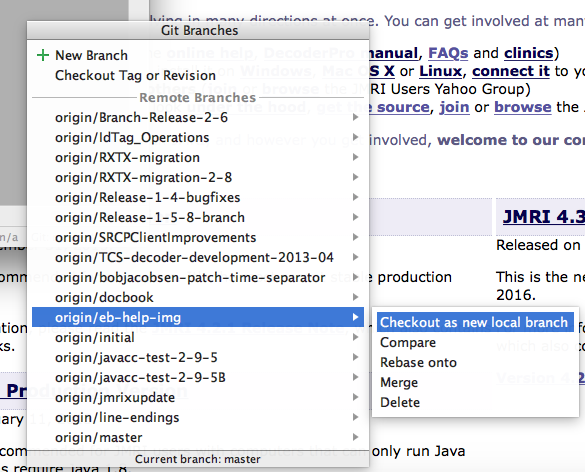 Git Branches
New Branch
Checkout Tag or Revision
Remote Branches
origin/Branch-Release-2-6
origin/IdTag_Operations
origin/RXTX-migration
origin/RXTX-migration-2-8
origin/Release-1-4-bugfixes
origin/Release-1-5-8-branch
origin/SRCPClientImprovements
origin/TCS-decoder-development-2013-04
origin/bobjacobsen-patch-time-separator
origin/docbook
origin/eb-help-img
origin/initial
origin/javacc-test-2-9-5
origin/javacc-test-2-9-5B
origin/jmrixupdate
origin/line-endings
origin/master
Current branch: master
Checkout as new local branch
Compare
Rebase onto
Merge
Delete
ving in many directions at once. You can get involved at man
online help, DecoderPro manual, FAQs and clinics)
on Windows, Mac OS X or Linux, connect it to yo
or browse the JMRI Users Yahoo Group)
under the hood, get the source, join or browse the
and however you get involved, welcome to our con
n/a
JMRI 4.3
Released on
production
This is the ne
2016.
ks.
Version 4.2
only run Java
s require Java 1.8